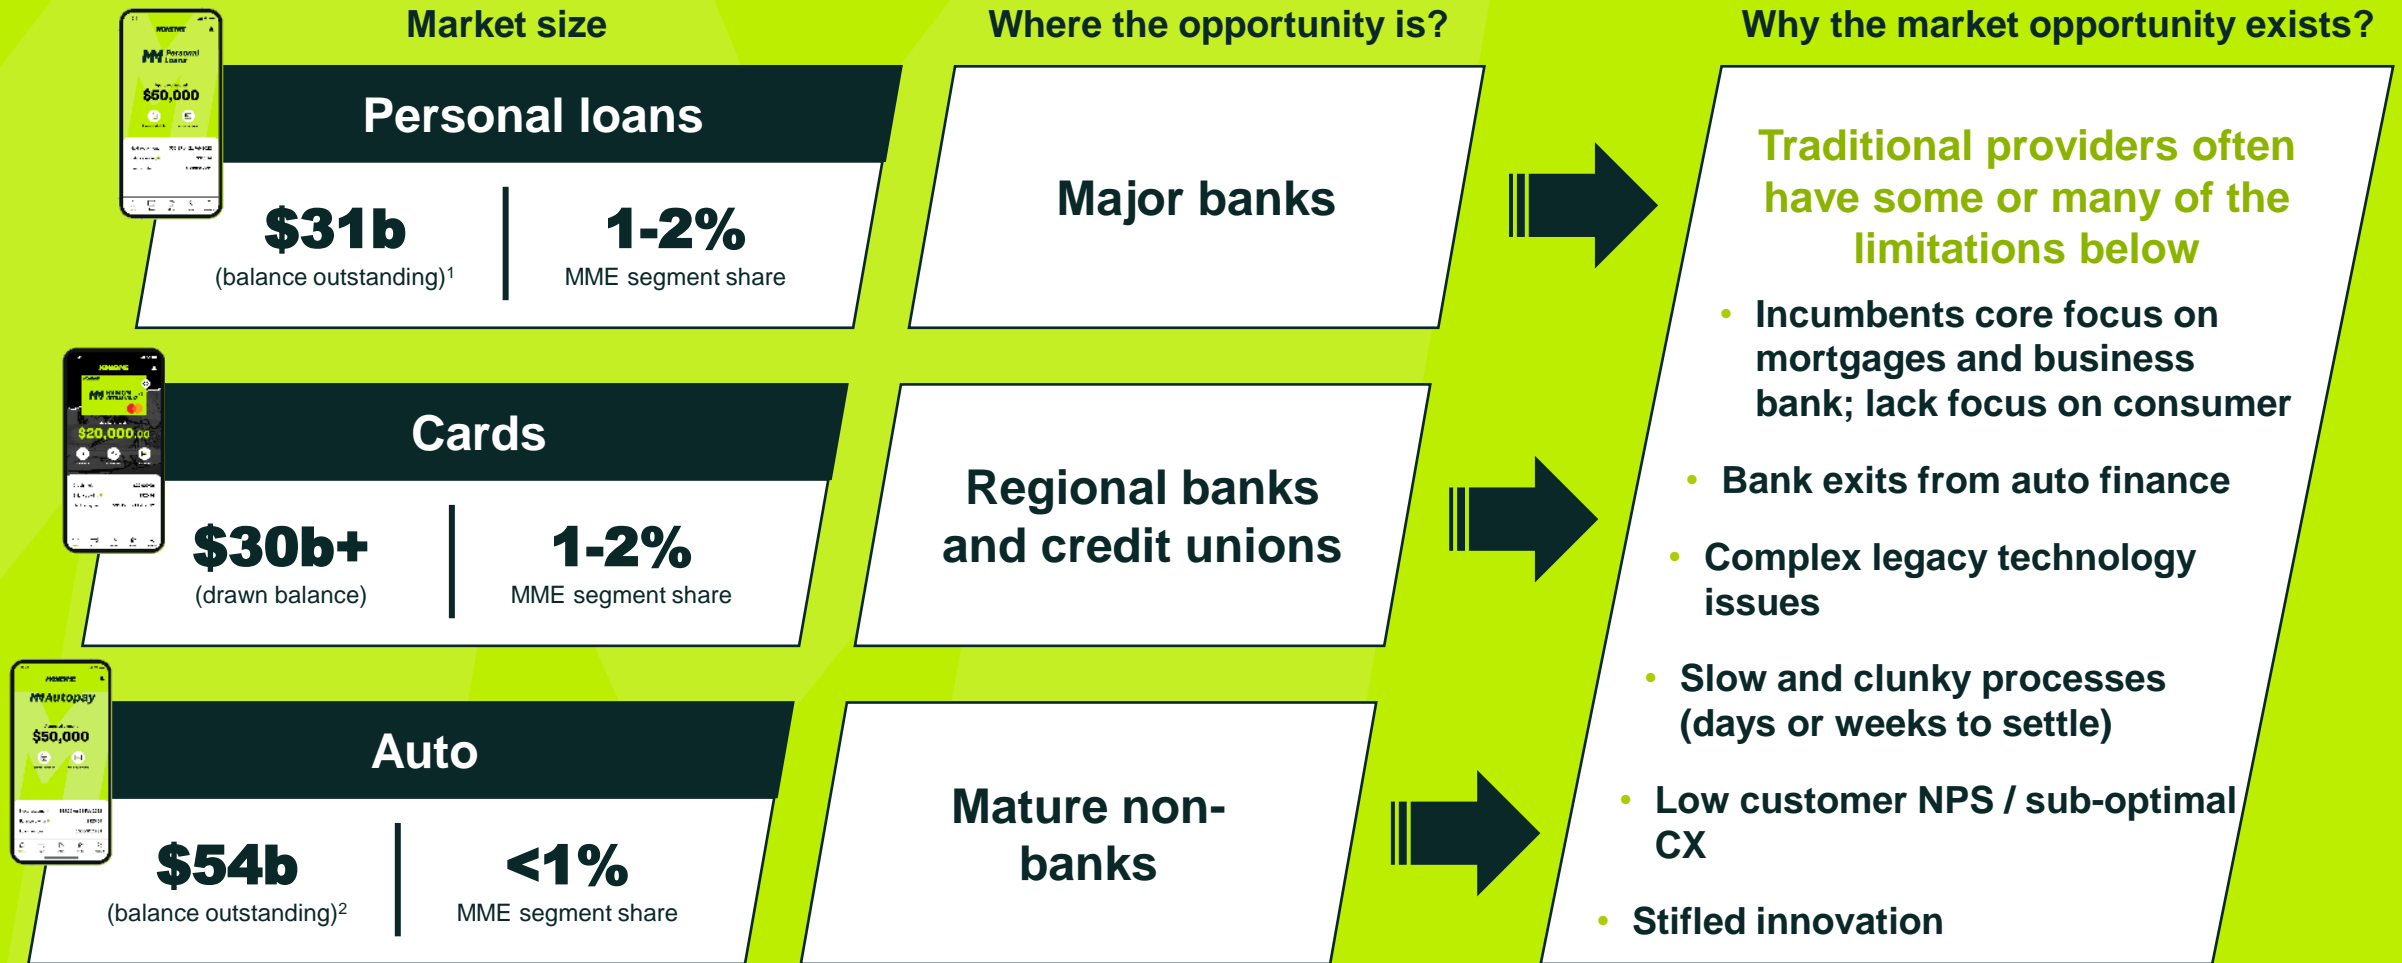 Market size
Where the opportunity is?
Why the market opportunity exists?
Personal
Loans
$50,000
Personal loans
$31b
(balance outstanding)1
1-2%
MME segment share
Major banks
Traditional providers often
have some or many of the
limitations below
• Incumbents core focus on
mortgages and business
bank; lack focus on consumer
• Bank exits from auto finance
• Complex legacy technology
issues
• Slow and clunky processes
(days or weeks to settle)
• Low customer NPS / sub-optimal
CX
• Stifled innovation
$20,000.00
Cards
$30b+
(drawn balance)
1-2%
MME segment share
Regional banks
and credit unions
Autopay
$50,000
Auto
$54b
(balance outstanding)2
<1%
MME segment share
Mature non-
banks